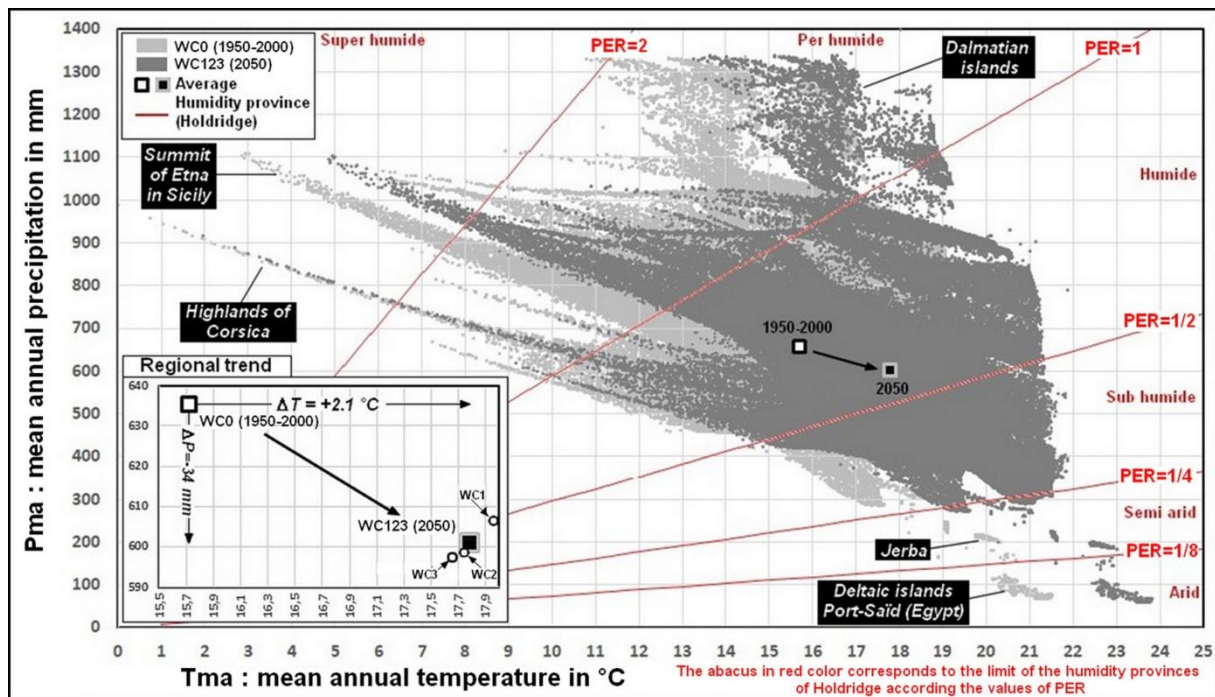 1400
1300
1200
1100
1000
900
800
700
600
500
400
300
200
100
0
Pma : mean annual precipitation in mm
WC0 (1950-2000)
WC123 (2050)
Average
Humidity province
(Holdridge)
Super humide
PER=2
Per humide
PER=1
Dalmatian
islands
Summit
of Etna
in Sicily
Humide
Highlands of
Corsica
1950-2000
2050
PER=1/2
Sub humide
PER=1/4
Semi arid
Jerba
PER=1/8
Deltaic islands
Port-Saïd (Egypt)
Arid
Regional trend
640
635
630
620
610
600
590
ΔT = +2.1 °C
WC0 (1950-2000)
ΔP=-34 mm
WC1
WC123 (2050)
WC3
WC2
15,5
15,7
15,9
16,1
16,3
16,5
16,7
16,9
17,1
17,3
17,5
17,7
17,9
0 1 2 3 4 5 6 7 8 9 10 11 12 13 14 15 16 17 18 19 20 21 22 23 24 25
Tma : mean annual temperature in °C
The abacus in red color corresponds to the limit of the humidity provinces
of Holdridge according the values of PER